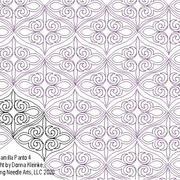 anilla Panto 4
ht by Donna Kleinke
ng Needle Arts, LLC 2020